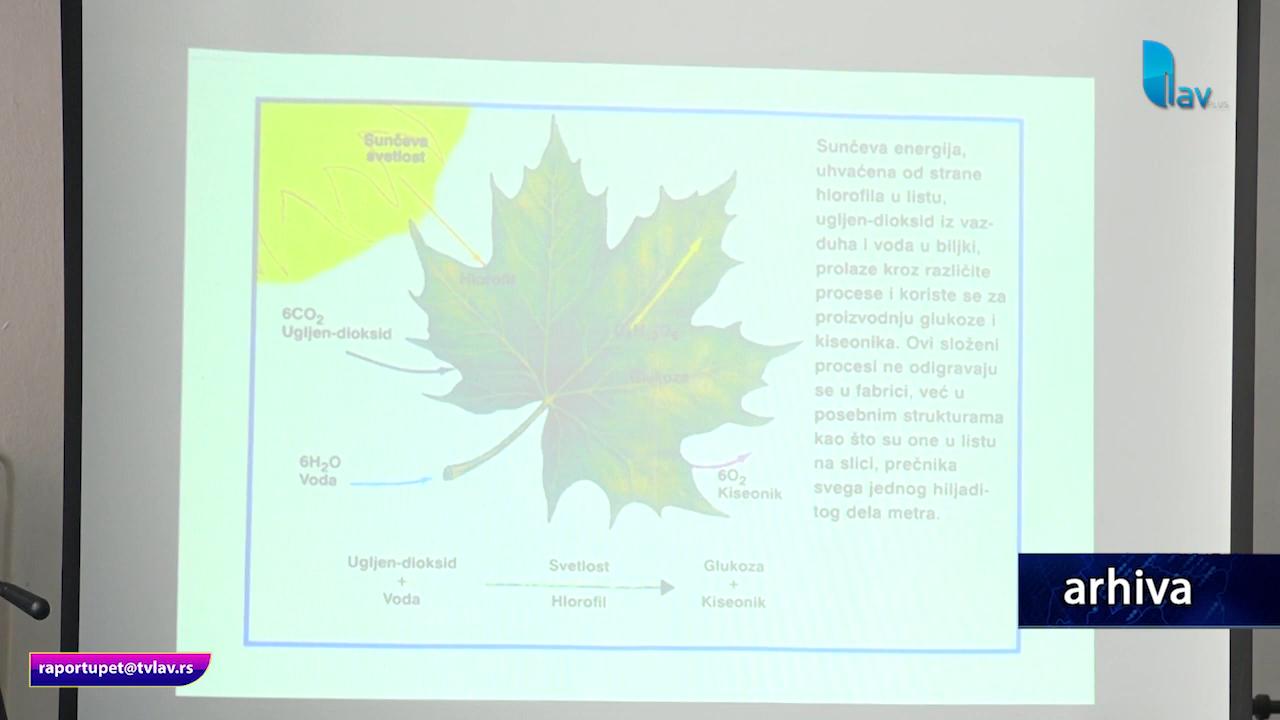 lav
PLUS
Sunčeva
svetlost
Hlorofil
6CO2
Ugljen-dioksid
Glukoza
6H2O
Voda
6O2
Kiseonik
Ugljen-dioksid
+
Voda
Svetlost
Hlorofil
Glukoza
+
Kiseonik
Sunčeva energija,
uhvaćena od strane
hlorofila u listu,
ugljen-dioksid iz vaz-
duha i voda u biljki,
prolaze kroz različite
procese i koriste se za
proizvodnju glukoze i
kiseonika. Ovi složeni
procesi ne odigravaju
se u fabrici, već u
posebnim strukturama
kao što su one u listu
na slici, prečnika
svega jednog hiljadi-
tog dela metra.
arhiva
raportupet@tvlav.rs